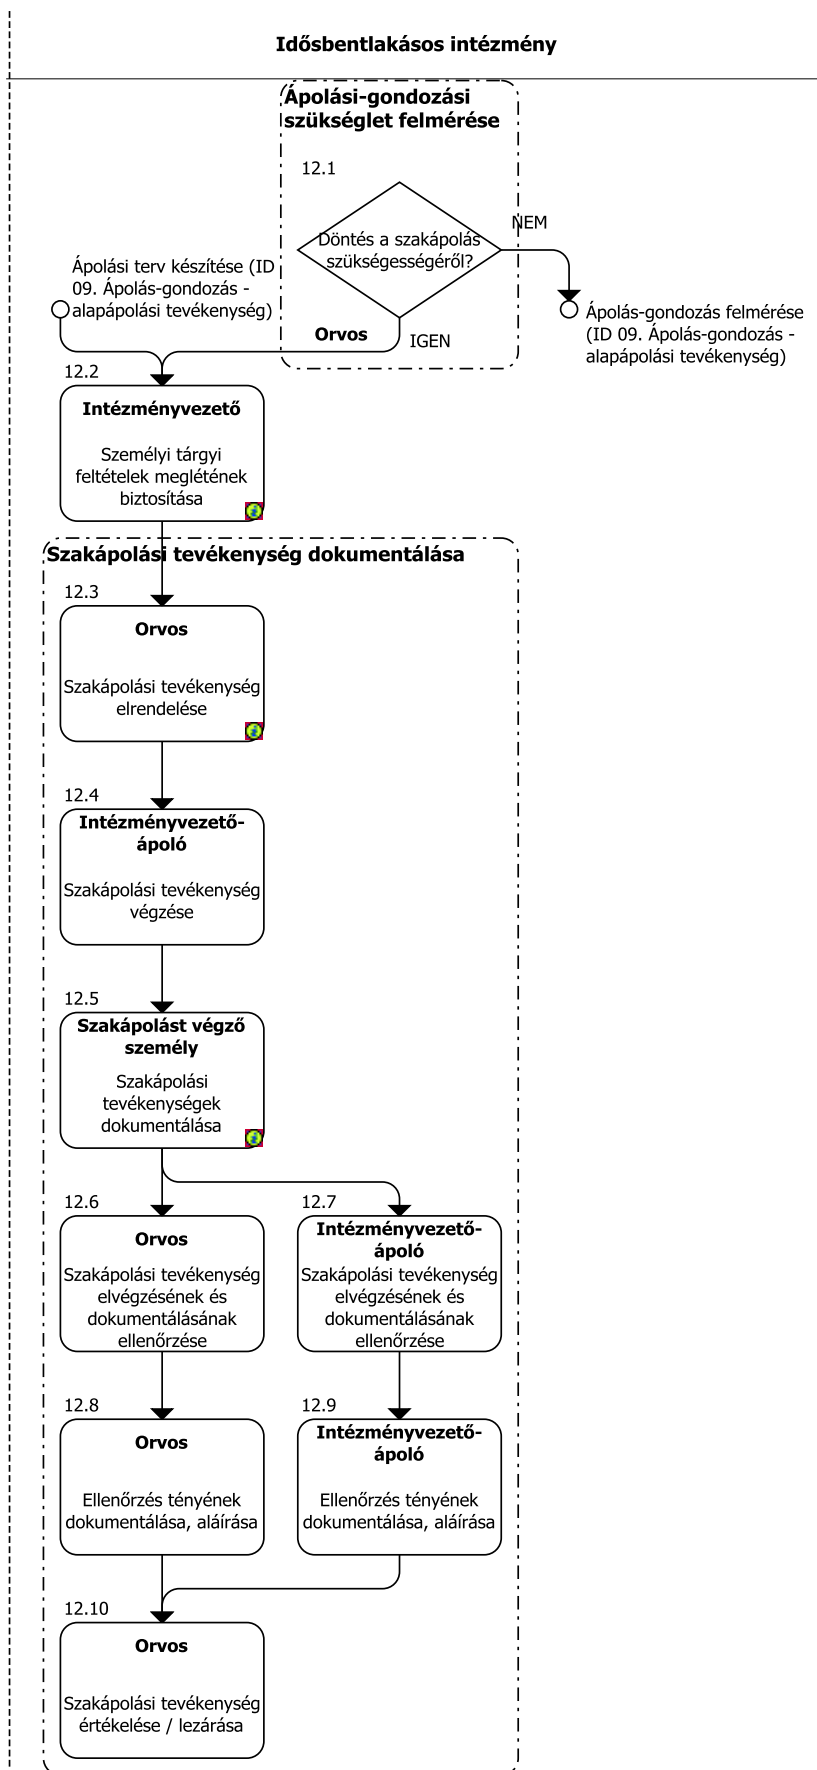 Idősbentlakásos intézmény
Ápolási-gondozási
szükséglet felmérése
12.1
Döntés a szakápolás
szükségességéről?
NEM
Ápolás-gondozás felmérése
(ID 09. Ápolás-gondozás -
alapápolási tevékenység)
Ápolási terv készítése (ID
09. Ápolás-gondozás -
alapápolási tevékenység)
Orvos
IGEN
12.2
Intézményvezető
Személyi tárgyi
feltételek meglétének
biztosítása
Szakápolási tevékenység dokumentálása
12.3
Orvos
Szakápolási tevékenység
elrendelése
12.4
Intézményvezető-
ápoló
Szakápolási tevékenység
végzése
12.5
Szakápolást végző
személy
Szakápolási
tevékenységek
dokumentálása
12.6
Orvos
Szakápolási tevékenység
elvégzésének és
dokumentálásának
ellenőrzése
12.7
Intézményvezető-
ápoló
Szakápolási tevékenység
elvégzésének és
dokumentálásának
ellenőrzése
12.8
Orvos
Ellenőrzés tényének
dokumentálása, aláírása
12.9
Intézményvezető-
ápoló
Ellenőrzés tényének
dokumentálása, aláírása
12.10
Orvos
Szakápolási tevékenység
értékelése / lezárása